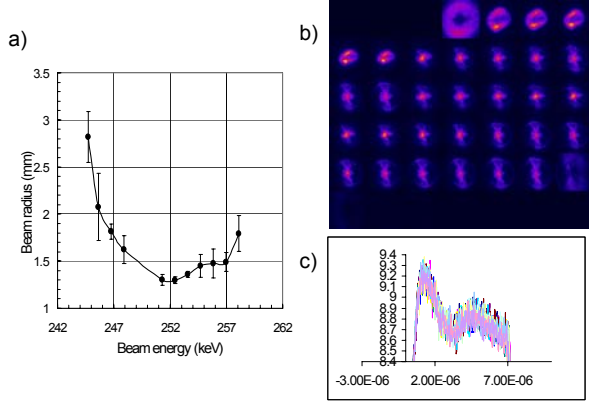 a)
3.5
3
2.5
2
1.5
1
Beam radius (mm)
242 247 252 257 262
Beam energy (keV)
b)
c)
9.4
9.3
9.2
9.1
9
8.9
8.8
8.7
8.6
8.5
8.4
-3.00E-06 2.00E-06 7.00E-06